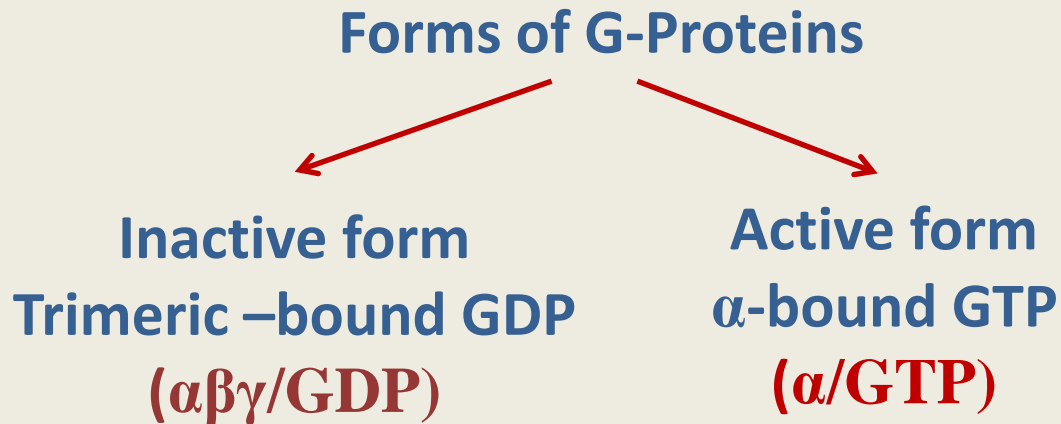 Forms of G-Proteins
Inactive form
Trimeric –bound GDP
(αβγ/GDP)
Active form
α-bound GTP
(α/GTP)